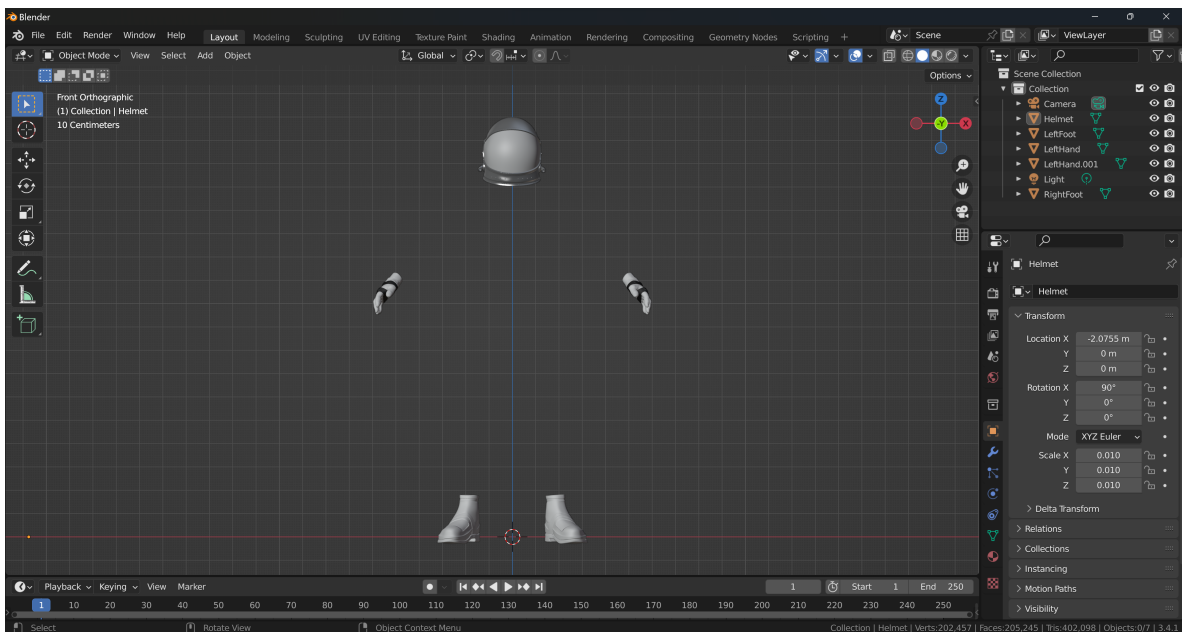 Blender
File Edit Render Window Help Layout Modeling Sculpting UV Editing Texture Paint Shading Animation Rendering Compositing Geometry Nodes Scripting + Scene ViewLayer
Object Mode View Select Add Object Global
Options
Front Orthographic
(1) Collection | Helmet
10 Centimeters
Z
-Y
X
Scene Collection
Collection
Camera
Helmet
LeftFoot
LeftHand
LeftHand.001
Light
RightFoot
Helmet
Helmet
Transform
Location X -2.0755 m
Y 0 m
Z 0 m
Rotation X 90°
Y 0°
Z 0°
Mode XYZ Euler
Scale X 0.010
Y 0.010
Z 0.010
Delta Transform
Relations
Collections
Instancing
Motion Paths
Visibility
Playback Keying View Marker 1 Start 1 End 250
1 10 20 30 40 50 60 70 80 90 100 110 120 130 140 150 160 170 180 190 200 210 220 230 240 250
Select Rotate View Object Context Menu Collection | Helmet | Verts:202,457 | Faces:205,245 | Tris:402,098 | Objects:0/7 | 3.4.1